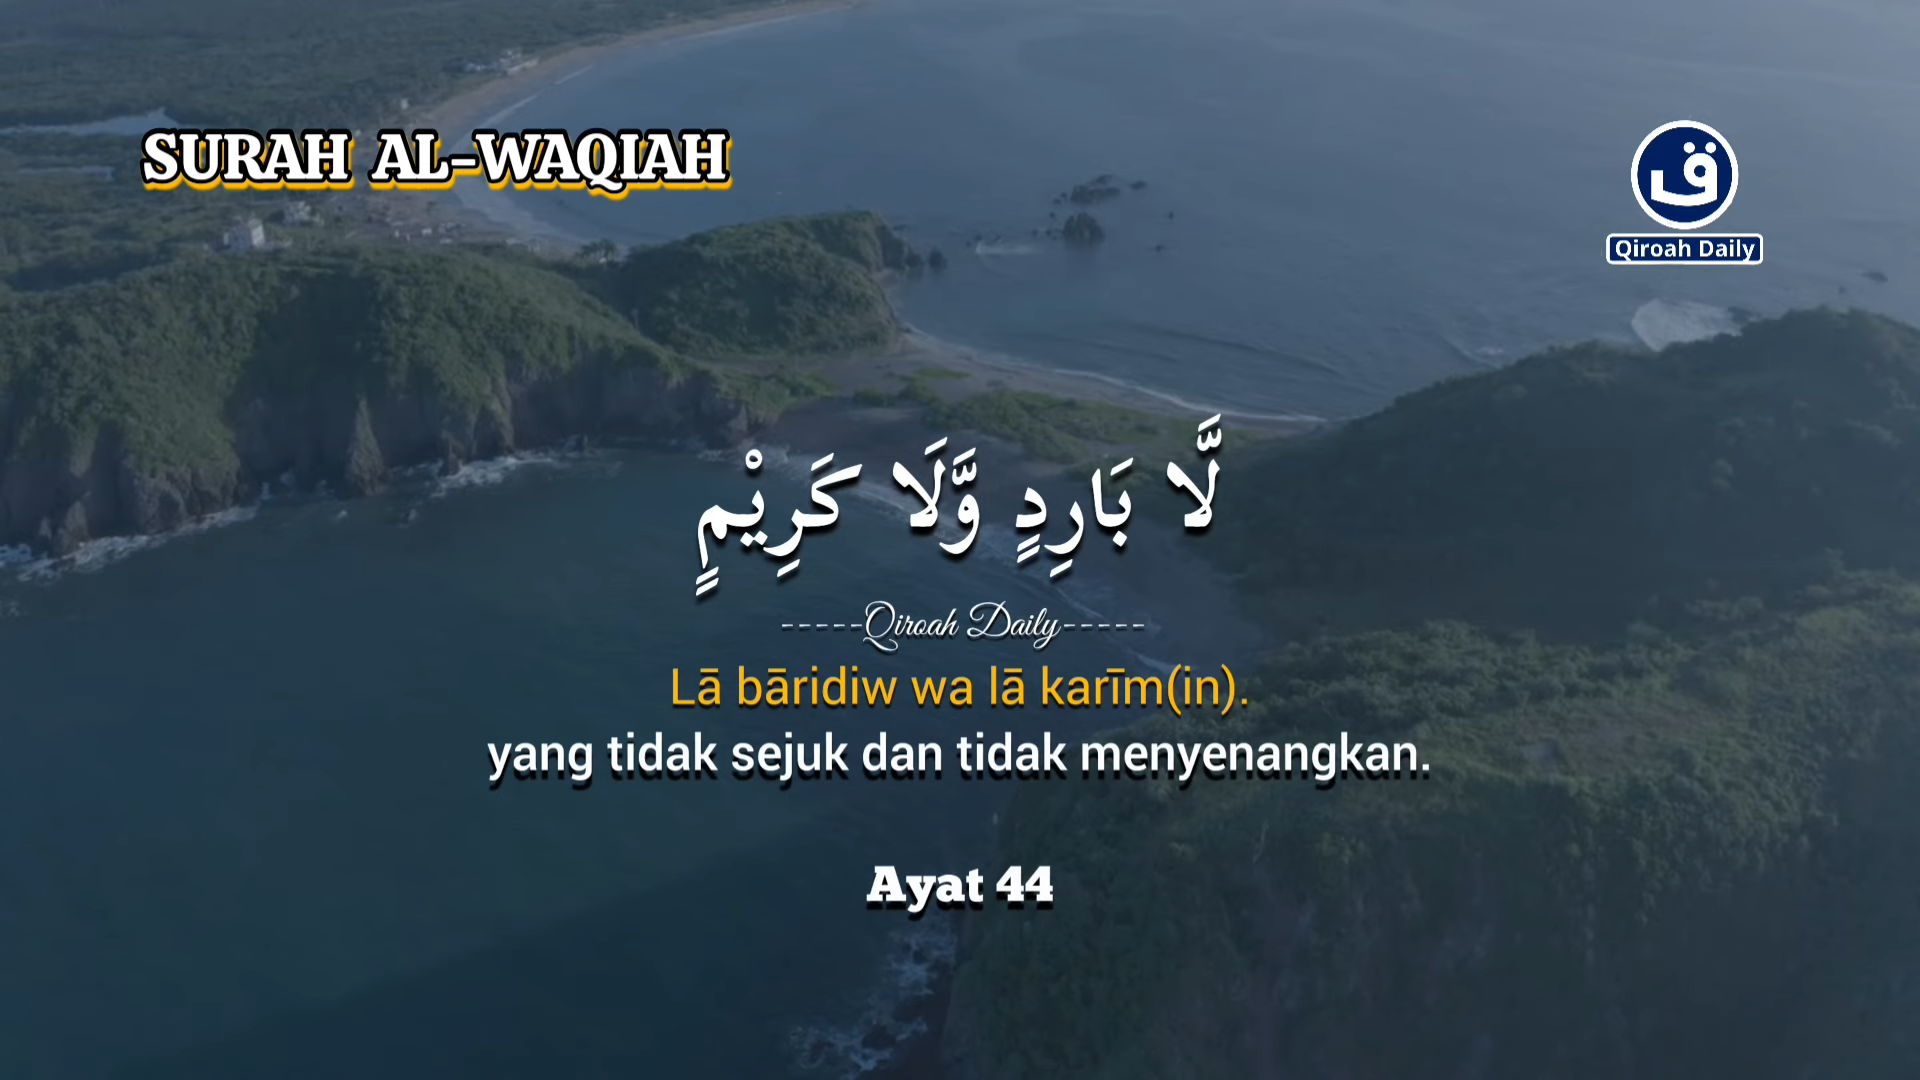 SURAH AL-WAQIAH
ق
Qiroah Daily
لَّا بَارِدٍ وَّلَا كَرِيْمٍ
-----Qiroah Daily-----
Lā bāridiw wa lā karīm(in).
yang tidak sejuk dan tidak menyenangkan.
Ayat 44